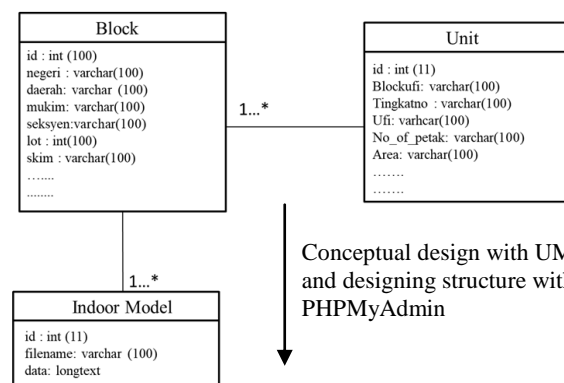 Block
id : int (100)
negeri : varchar(100)
daerah: varchar (100)
mukim: varchar(100)
seksyen:varchar(100)
lot : int(100)
skim : varchar(100)
…....
........
1...*
Unit
id : int (11)
Blockufi: varchar(100)
Tingkatno : varchar(100)
Ufi: varhcar(100)
No_of_petak: varchar(100)
Area: varchar(100)
…….
…….
1...*
Indoor Model
id : int (11)
filename: varchar (100)
data: longtext
Conceptual design with UM
and designing structure with
PHPMyAdmin